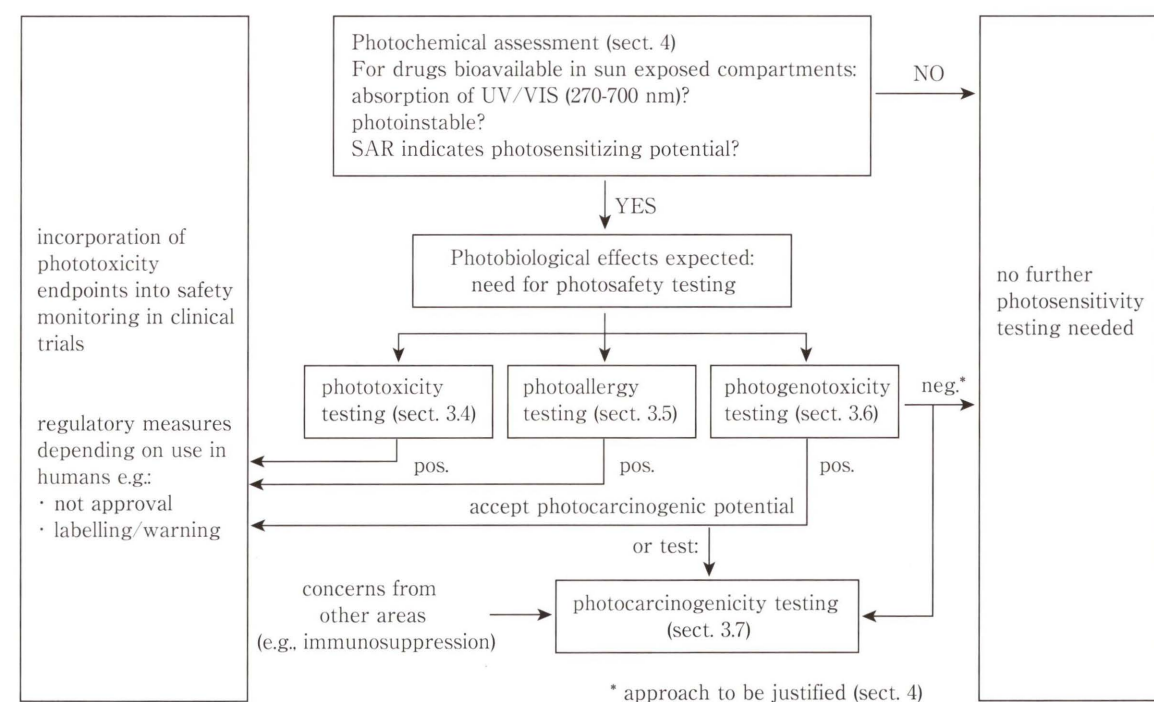 Photochemical assessment (sect. 4)
For drugs bioavailable in sun exposed compartments:
absorption of UV/VIS (270-700 nm)?
photoinstable?
SAR indicates photosensitizing potential?
NO
YES
Photobiological effects expected:
need for photosafety testing
incorporation of
phototoxicity
endpoints into safety
monitoring in clinical
trials
regulatory measures
depending on use in
humans e.g.:
· not approval
· labelling/warning
no further
photosensitivity
testing needed
phototoxicity
testing (sect. 3.4)
photoallergy
testing (sect. 3.5)
photogenotoxicity
testing (sect. 3.6)
neg.*
pos.
pos.
pos.
accept photocarcinogenic potential
or test:
concerns from
other areas
(e.g., immunosuppression)
photocarcinogenicity testing
(sect. 3.7)
* approach to be justified (sect. 4)